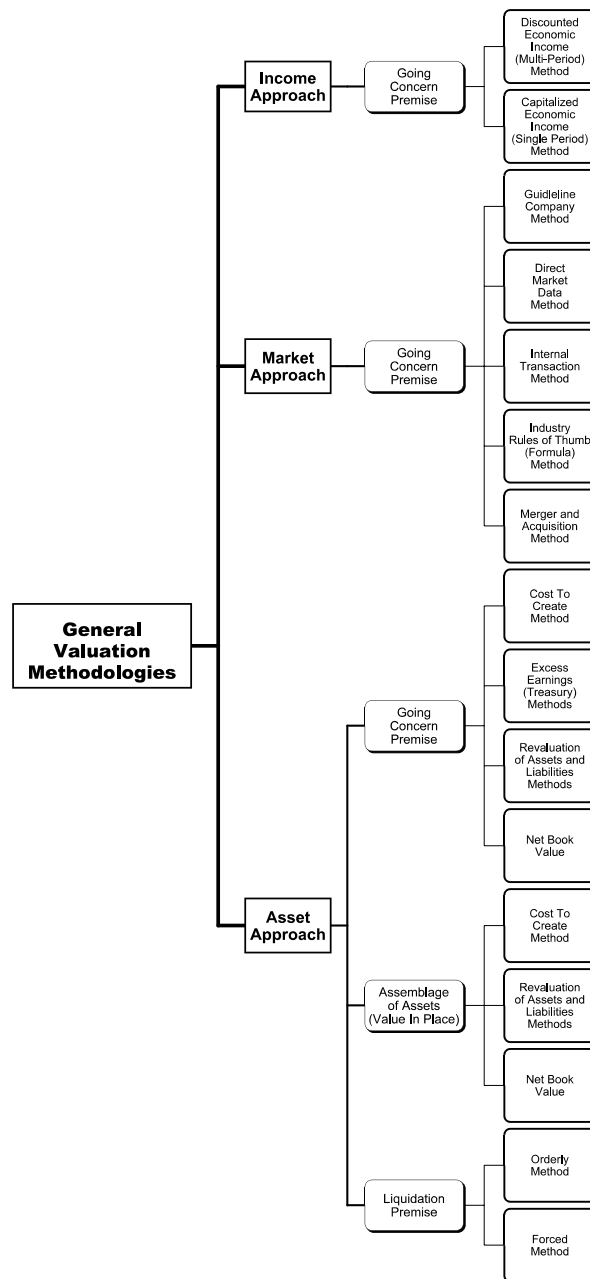 General
Valuation
Methodologies
Income
Approach
Going
Concern
Premise
Discounted
Economic
Income
(Multi-Period)
Method
Capitalized
Economic
Income
(Single Period)
Method
Market
Approach
Going
Concern
Premise
Guidleline
Company
Method
Direct
Market
Data
Method
Internal
Transaction
Method
Industry
Rules of Thumb
(Formula)
Method
Merger and
Acquisition
Method
Asset
Approach
Going
Concern
Premise
Cost To
Create
Method
Excess
Earnings
(Treasury)
Methods
Revaluation
of Assets and
Liabilities
Methods
Net Book
Value
Assemblage
of Assets
(Value In Place)
Cost To
Create
Method
Revaluation
of Assets and
Liabilities
Methods
Net Book
Value
Liquidation
Premise
Orderly
Method
Forced
Method